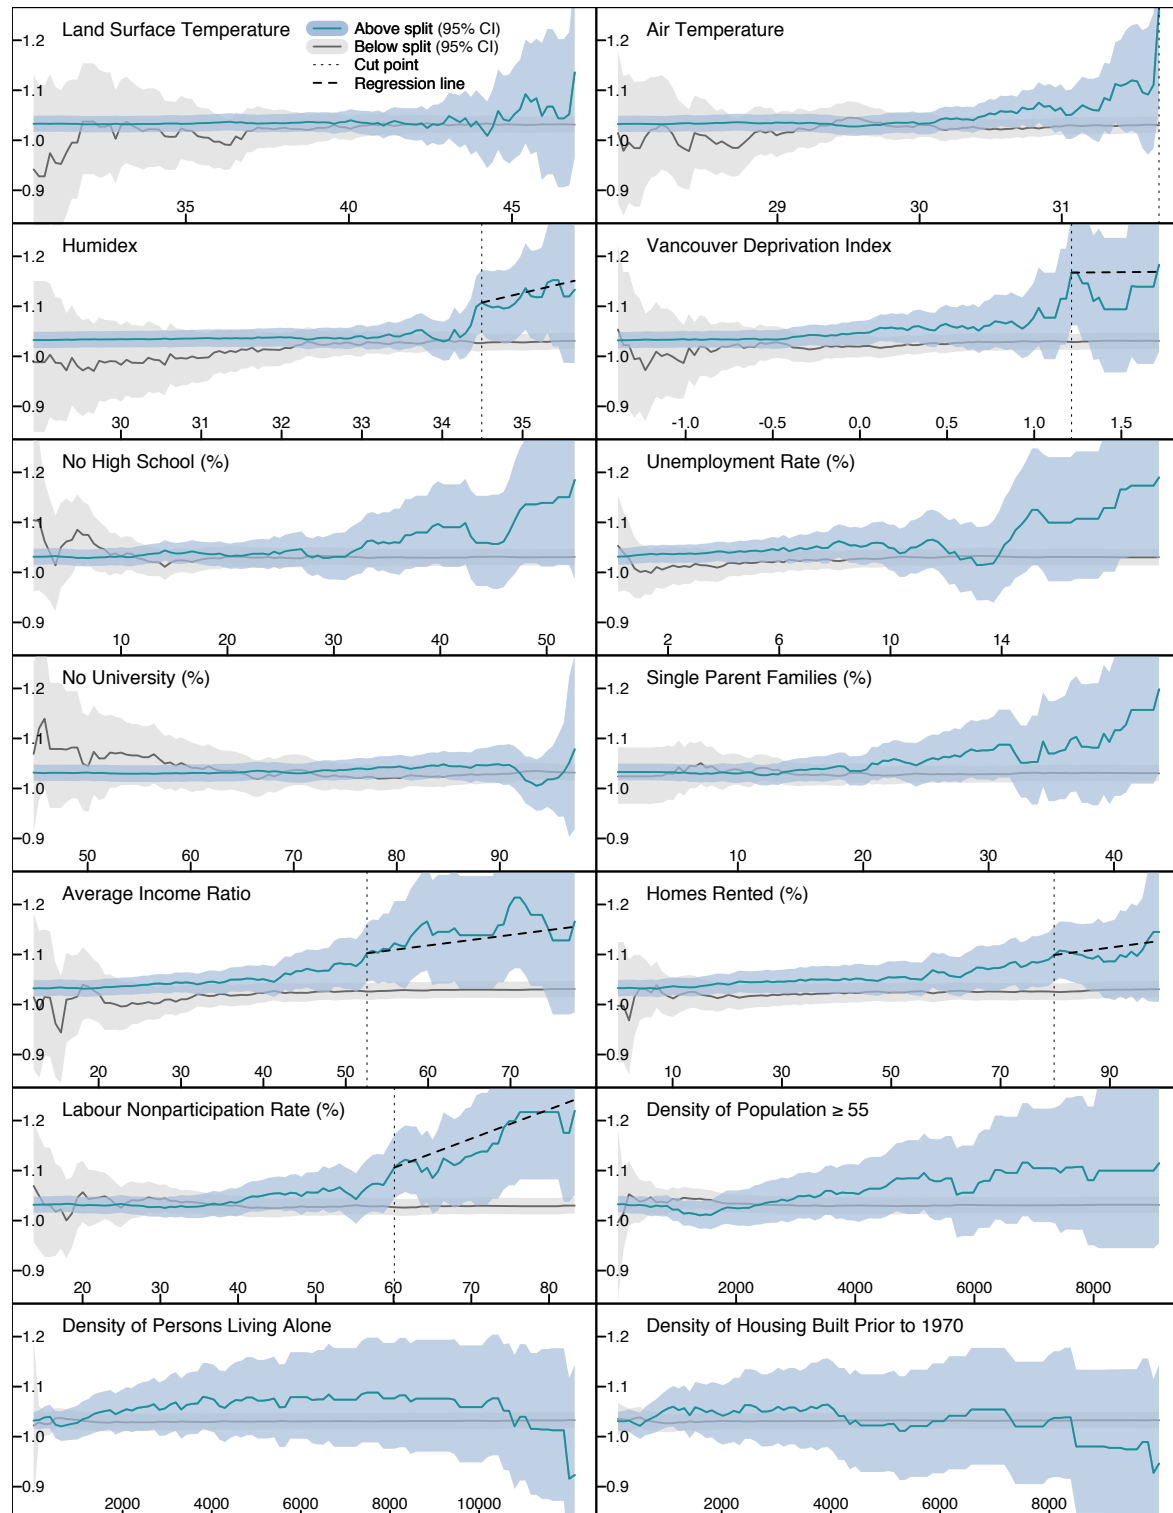 Land Surface Temperature
Above split (95% CI)
Below split (95% CI)
Cut point
Regression line
1.2
1.1
1.0
0.9
35 40 45
Air Temperature
1.2
1.1
1.0
0.9
29 30 31
Humidex
1.2
1.1
1.0
0.9
30 31 32 33 34 35
Vancouver Deprivation Index
1.2
1.1
1.0
0.9
-1.0 -0.5 0.0 0.5 1.0 1.5
No High School (%)
1.2
1.1
1.0
0.9
10 20 30 40 50
Unemployment Rate (%)
1.2
1.1
1.0
0.9
2 6 10 14
No University (%)
1.2
1.1
1.0
0.9
50 60 70 80 90
Single Parent Families (%)
1.2
1.1
1.0
0.9
10 20 30 40
Average Income Ratio
1.2
1.1
1.0
0.9
20 30 40 50 60 70
Homes Rented (%)
1.2
1.1
1.0
0.9
10 30 50 70 90
Labour Nonparticipation Rate (%)
1.2
1.1
1.0
0.9
20 30 40 50 60 70 80
Density of Population ≥ 55
1.2
1.1
1.0
0.9
2000 4000 6000 8000
Density of Persons Living Alone
1.2
1.1
1.0
0.9
2000 4000 6000 8000 10000
Density of Housing Built Prior to 1970
1.2
1.1
1.0
0.9
2000 4000 6000 8000